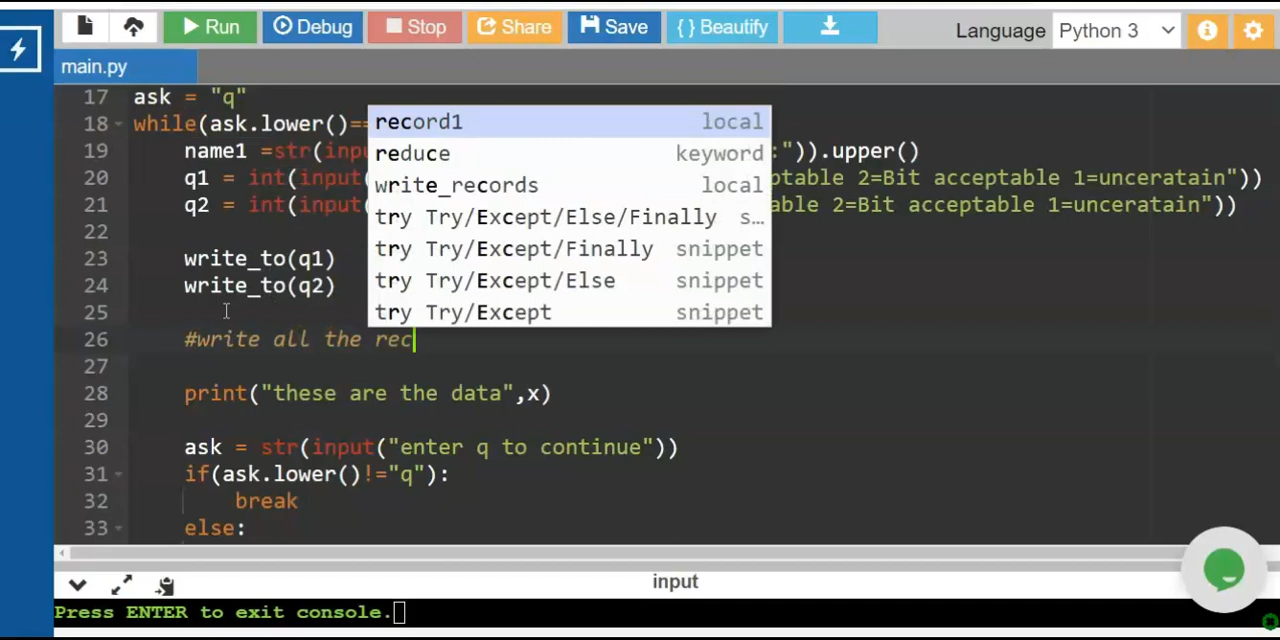 Run Debug Stop Share Save { } Beautify Language Python 3
main.py
17 ask = "q"
18 while(ask.lower()==
19 name1 =str(inp :")).upper()
20 q1 = int(input( ptable 2=Bit acceptable 1=unceratain"))
21 q2 = int(input( able 2=Bit acceptable 1=unceratain"))
22
23 write_to(q1)
24 write_to(q2)
25
26 #write all the rec
27
28 print("these are the data",x)
29
30 ask = str(input("enter q to continue"))
31 if(ask.lower()!="q"):
32 break
33 else:
record1 local
reduce keyword
write_records local
try Try/Except/Else/Finally s…
try Try/Except/Finally snippet
try Try/Except/Else snippet
try Try/Except snippet
input
Press ENTER to exit console.